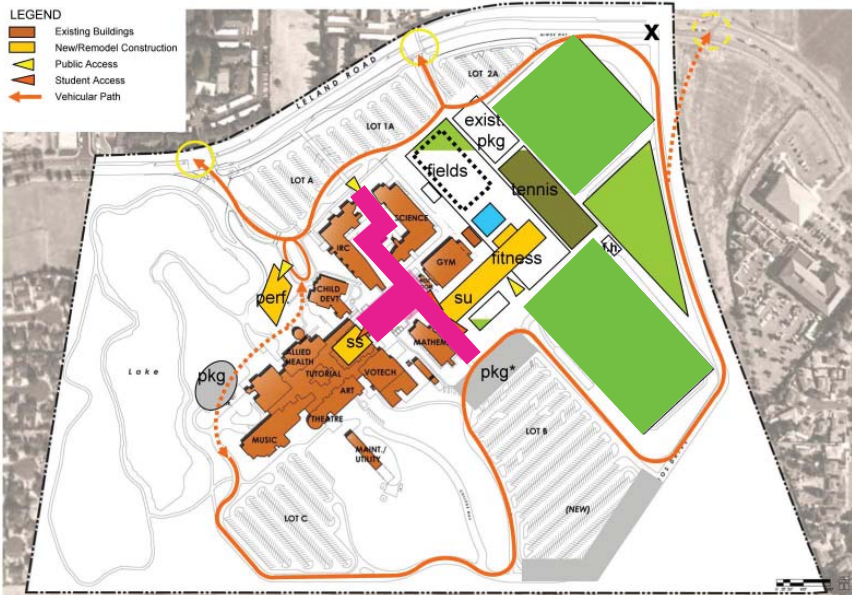 LEGEND
Existing Buildings
New/Remodel Construction
Public Access
Student Access
Vehicular Path
LELAND ROAD
X
LOT 2A
LOT 1A
LOT A
exist.
pkg
fields
tennis
SCIENCE
IRC
GYM
fitness
f.h.
su
CHILD
DEVT
perf.
ss
MATHEM
ALLIED
HEALTH
TUTORIAL
VOTECH
ART
THEATRE
MUSIC
Lake
pkg
pkg*
MAINT./
UTILITY
LOT B
LOT C
(NEW)